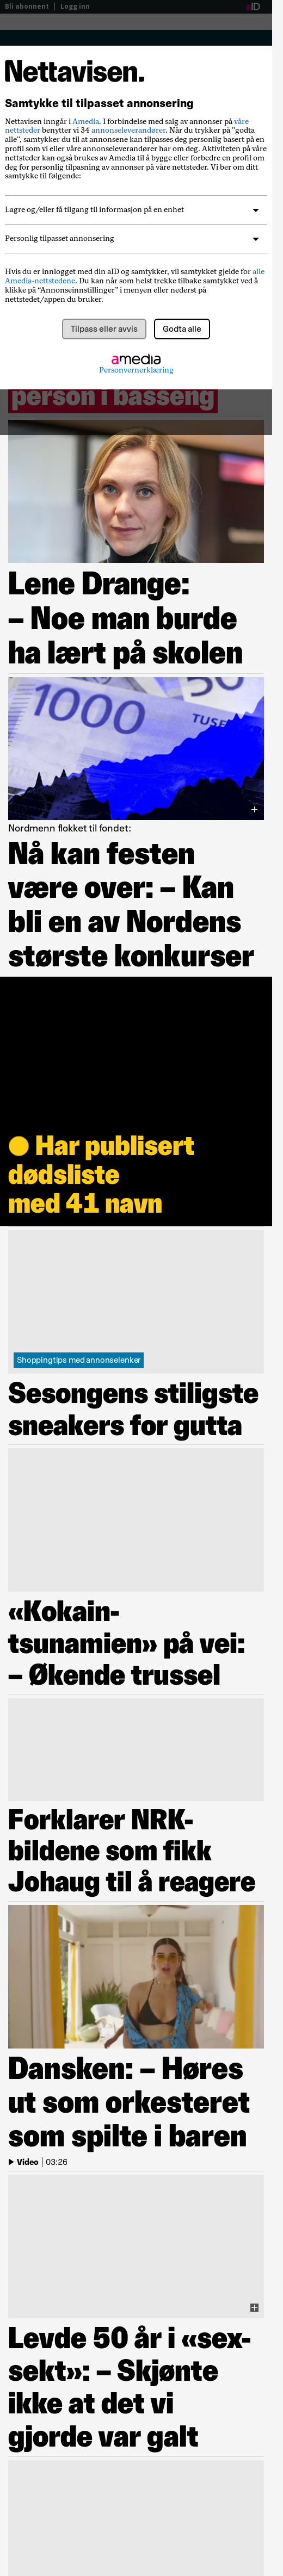 Bli abonnent | Logg inn
aID
Nettavisen.
Samtykke til tilpasset annonsering
Nettavisen inngår i Amedia. I forbindelse med salg av annonser på våre
nettsteder benytter vi 34 annonseleverandører. Når du trykker på "godta
alle", samtykker du til at annonsene kan tilpasses deg personlig basert på en
profil som vi eller våre annonseleverandører har om deg. Aktiviteten på våre
nettsteder kan også brukes av Amedia til å bygge eller forbedre en profil om
deg for personlig tilpasning av annonser på våre nettsteder. Vi ber om ditt
samtykke til følgende:
Lagre og/eller få tilgang til informasjon på en enhet
Personlig tilpasset annonsering
Hvis du er innlogget med din aID og samtykker, vil samtykket gjelde for alle
Amedia-nettstedene. Du kan når som helst trekke tilbake samtykket ved å
klikke på "Annonseinnstillinger" i menyen eller nederst på
nettstedet/appen du bruker.
Tilpass eller avvis
Godta alle
amedia
Personvernerklæring
person i basseng
Lene Drange:
– Noe man burde
ha lært på skolen
1000
50
TUSE
Nordmenn flokket til fondet:
Nå kan festen
være over: – Kan
bli en av Nordens
største konkurser
Har publisert
dødsliste
med 41 navn
Shoppingtips med annonselenker
Sesongens stiligste
sneakers for gutta
«Kokain-
tsunamien» på vei:
– Økende trussel
Forklarer NRK-
bildene som fikk
Johaug til å reagere
Dansken: – Høres
ut som orkesteret
som spilte i baren
Video | 03:26
Levde 50 år i «sex-
sekt»: – Skjønte
ikke at det vi
gjorde var galt